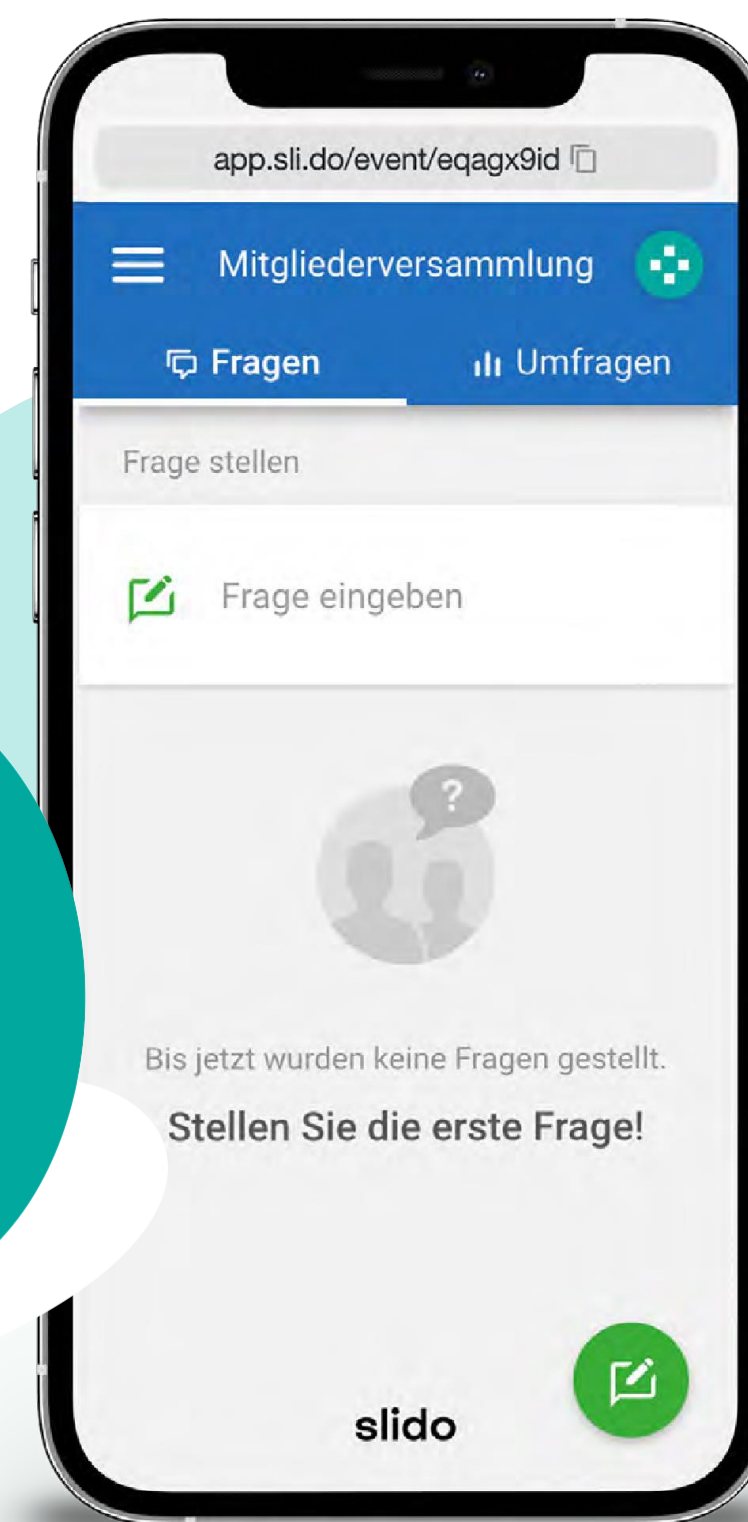 app.sli.do/event/eqagx9id
Mitgliederversammlung
Fragen
Umfragen
Frage stellen
Frage eingeben
?
Bis jetzt wurden keine Fragen gestellt.
Stellen Sie die erste Frage!
slido